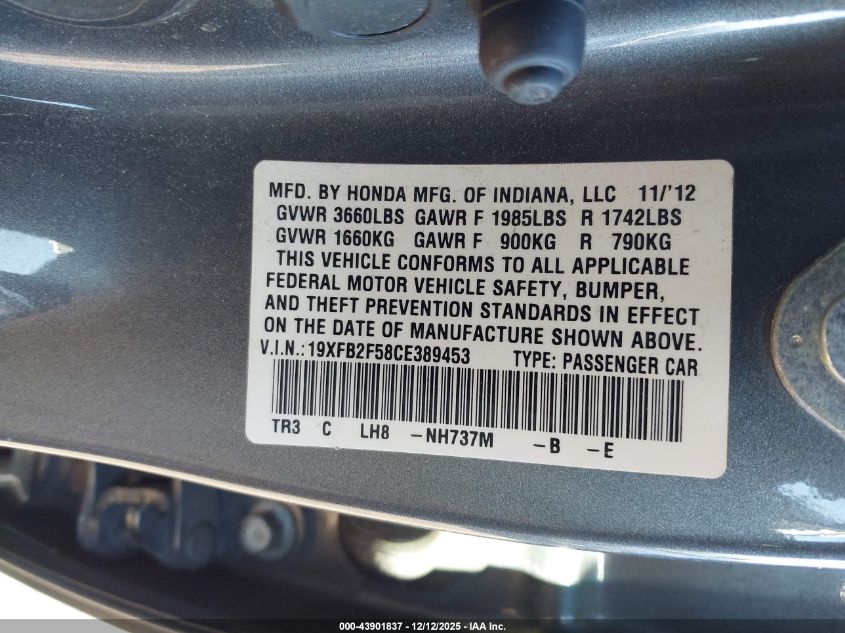 MFD. BY HONDA MFG. OF INDIANA, LLC 11/'12
GVWR 3660LBS GAWR F 1985LBS R 1742LBS
GVWR 1660KG GAWR F 900KG R 790KG
THIS VEHICLE CONFORMS TO ALL APPLICABLE
FEDERAL MOTOR VEHICLE SAFETY, BUMPER,
AND THEFT PREVENTION STANDARDS IN EFFECT
ON THE DATE OF MANUFACTURE SHOWN ABOVE.
V.I.N.:19XFB2F58CE389453 TYPE: PASSENGER CAR
TR3 C LH8 -NH737M -B -E
000-43901837 - 12/12/2025 - IAA Inc.